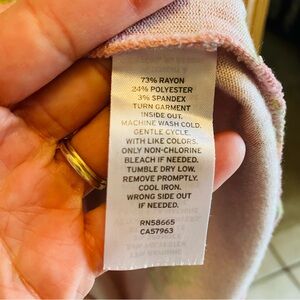 73% RAYON
24% POLYESTER
3% SPANDEX
TURN GARMENT
INSIDE OUT.
MACHINE WASH COLD.
GENTLE CYCLE.
WITH LIKE COLORS.
ONLY NON-CHLORINE
BLEACH IF NEEDED.
TUMBLE DRY LOW.
REMOVE PROMPTLY.
COOL IRON.
WRONG SIDE OUT
IF NEEDED.
RN58665
CA57963